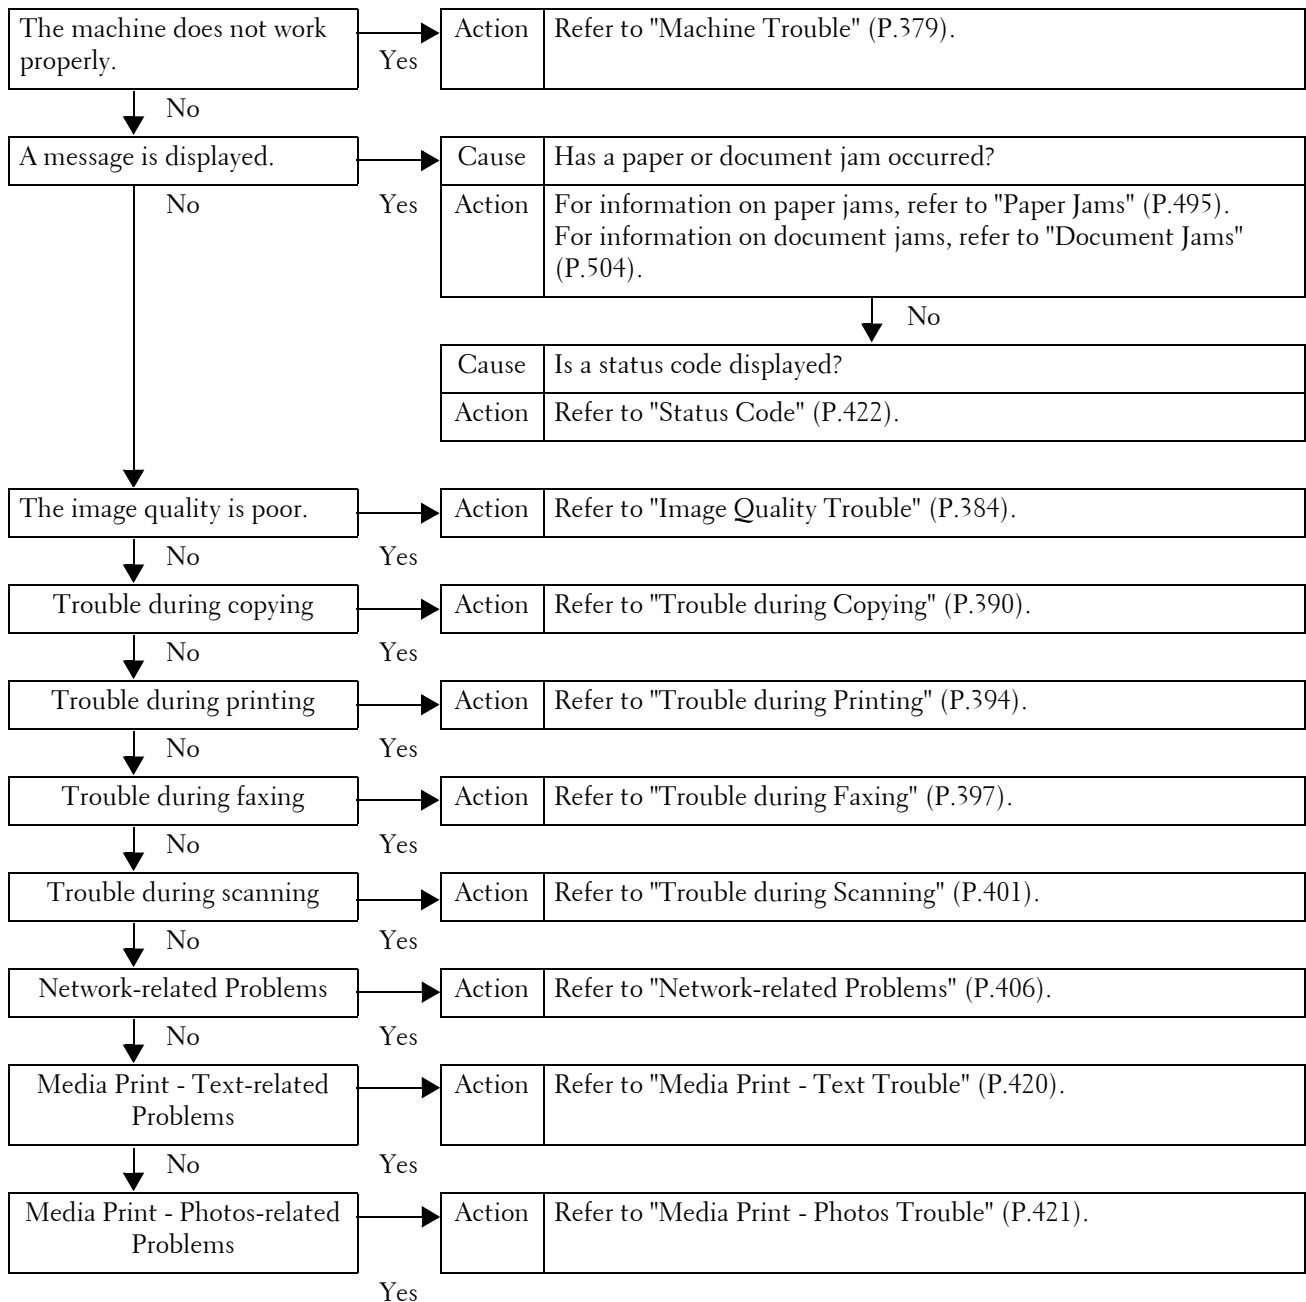 The machine does not work
properly.
Yes
Action
Refer to "Machine Trouble" (P.379).
No
A message is displayed.
No
Yes
Cause
Has a paper or document jam occurred?
Action
For information on paper jams, refer to "Paper Jams" (P.495).
For information on document jams, refer to "Document Jams"
(P.504).
No
Cause
Is a status code displayed?
Action
Refer to "Status Code" (P.422).
The image quality is poor.
Action
Refer to "Image Quality Trouble" (P.384).
No
Yes
Trouble during copying
Action
Refer to "Trouble during Copying" (P.390).
No
Yes
Trouble during printing
Action
Refer to "Trouble during Printing" (P.394).
No
Yes
Trouble during faxing
Action
Refer to "Trouble during Faxing" (P.397).
No
Yes
Trouble during scanning
Action
Refer to "Trouble during Scanning" (P.401).
No
Yes
Network-related Problems
Action
Refer to "Network-related Problems" (P.406).
No
Yes
Media Print - Text-related
Problems
Action
Refer to "Media Print - Text Trouble" (P.420).
No
Yes
Media Print - Photos-related
Problems
Action
Refer to "Media Print - Photos Trouble" (P.421).
Yes